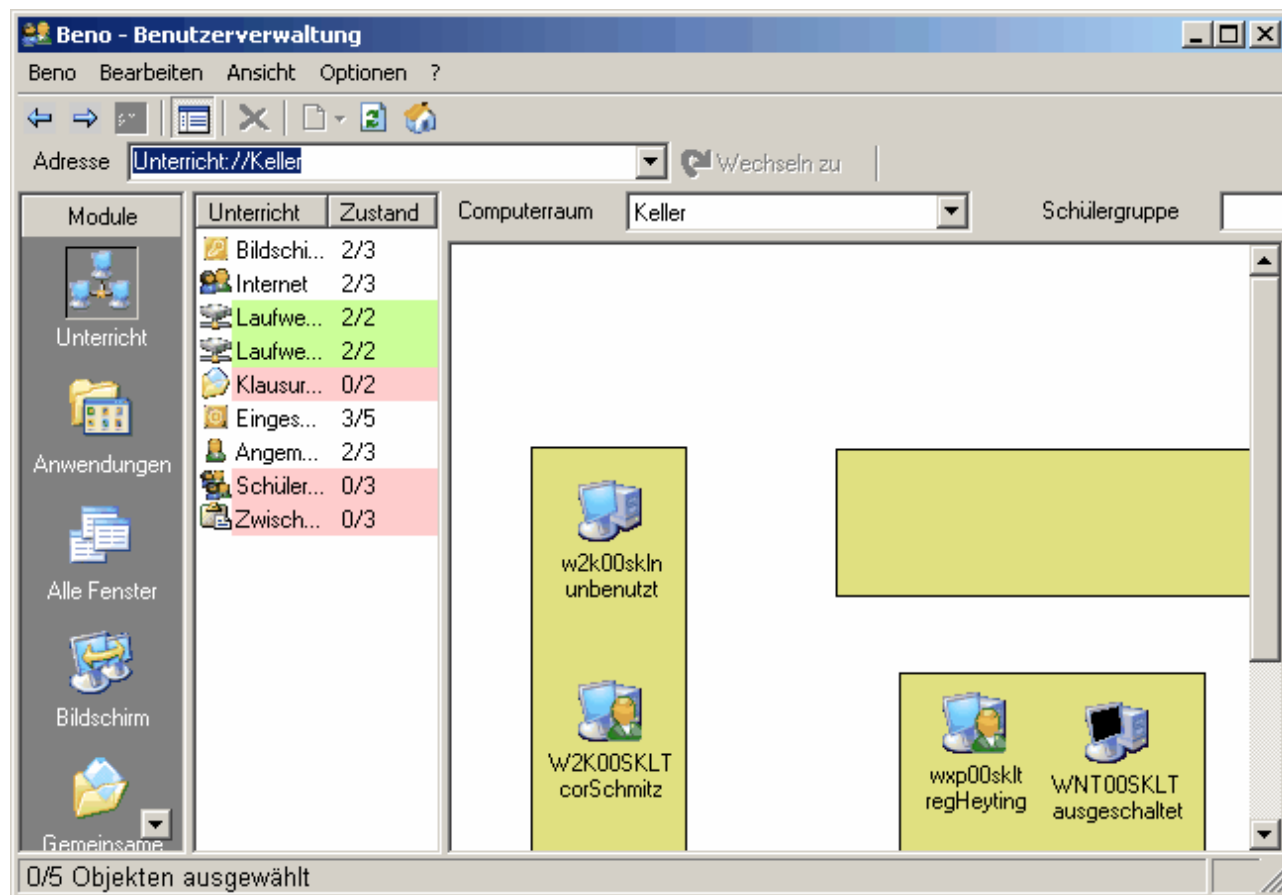 Beno - Benutzerverwaltung
Beno Bearbeiten Ansicht Optionen ?
Adresse Unterricht://Keller Wechseln zu
Module
Unterricht
Anwendungen
Alle Fenster
Bildschirm
Gemeinsame
Unterricht Zustand
Bildschi... 2/3
Internet 2/3
Laufwe... 2/2
Laufwe... 2/2
Klausur... 0/2
Einges... 3/5
Angem... 2/3
Schüler... 0/3
Zwisch... 0/3
Computerraum Keller Schülergruppe
w2k00skln
unbenutzt
W2K00SKLT
corSchmitz
wxp00sklt
regHeyting
WNT00SKLT
ausgeschaltet
0/5 Objekten ausgewählt